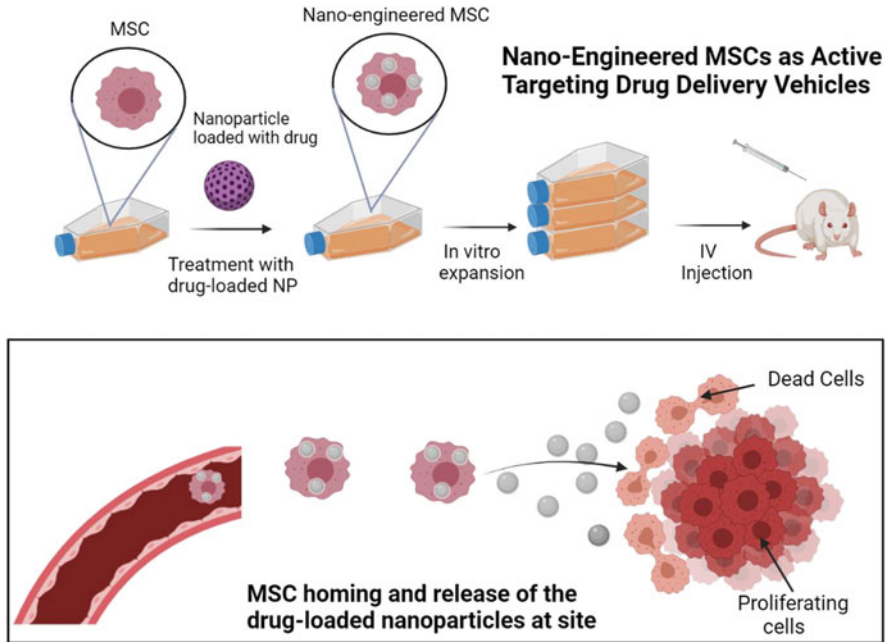 MSC
Nano-engineered MSC
Nano-Engineered MSCs as Active
Targeting Drug Delivery Vehicles
Nanoparticle
loaded with drug
Treatment with
drug-loaded NP
In vitro
expansion
IV
Injection
Dead Cells
MSC homing and release of the
drug-loaded nanoparticles at site
Proliferating
cells